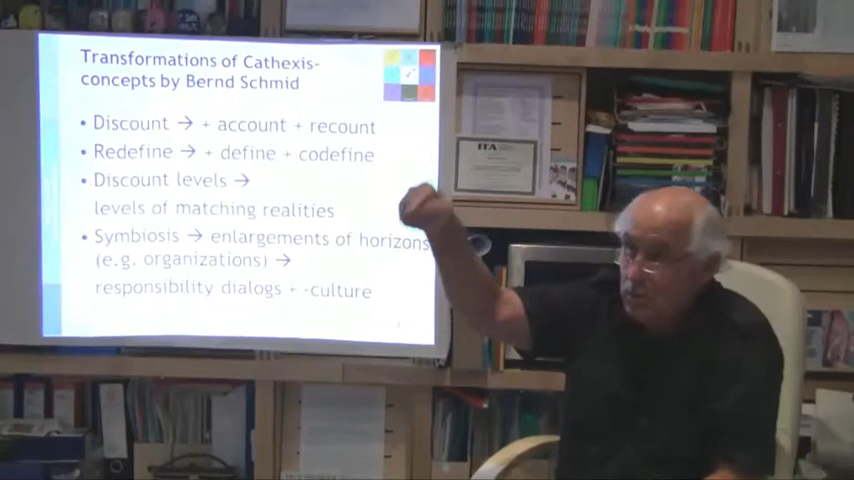 Transformations of Cathexis-
concepts by Bernd Schmid
• Discount → + account + recount
• Redefine → + define + codefine
• Discount levels →
levels of matching realities
• Symbiosis → enlargements of horizons
(e.g. organizations) →
responsibility dialogs + -culture
ITA